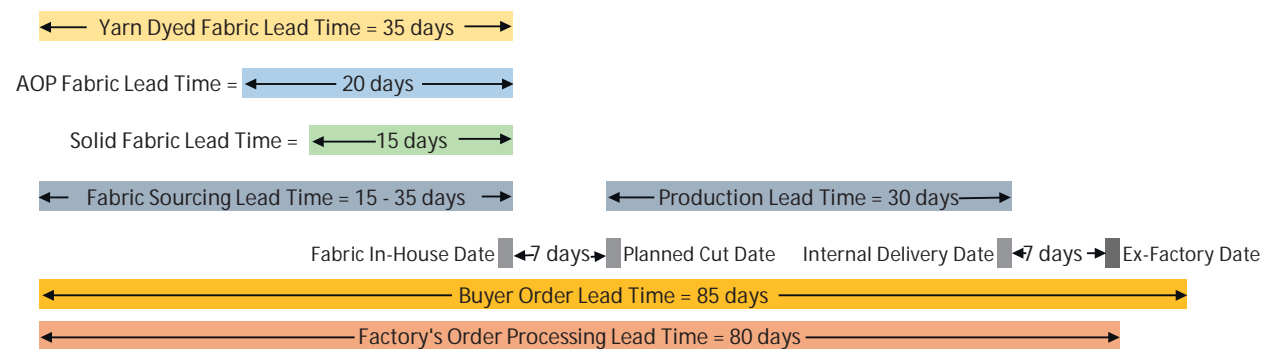 Yarn Dyed Fabric Lead Time = 35 days
AOP Fabric Lead Time = 20 days
Solid Fabric Lead Time = 15 days
Fabric Sourcing Lead Time = 15 - 35 days Production Lead Time = 30 days
Fabric In-House Date 7 days Planned Cut Date Internal Delivery Date 7 days Ex-Factory Date
Buyer Order Lead Time = 85 days
Factory's Order Processing Lead Time = 80 days